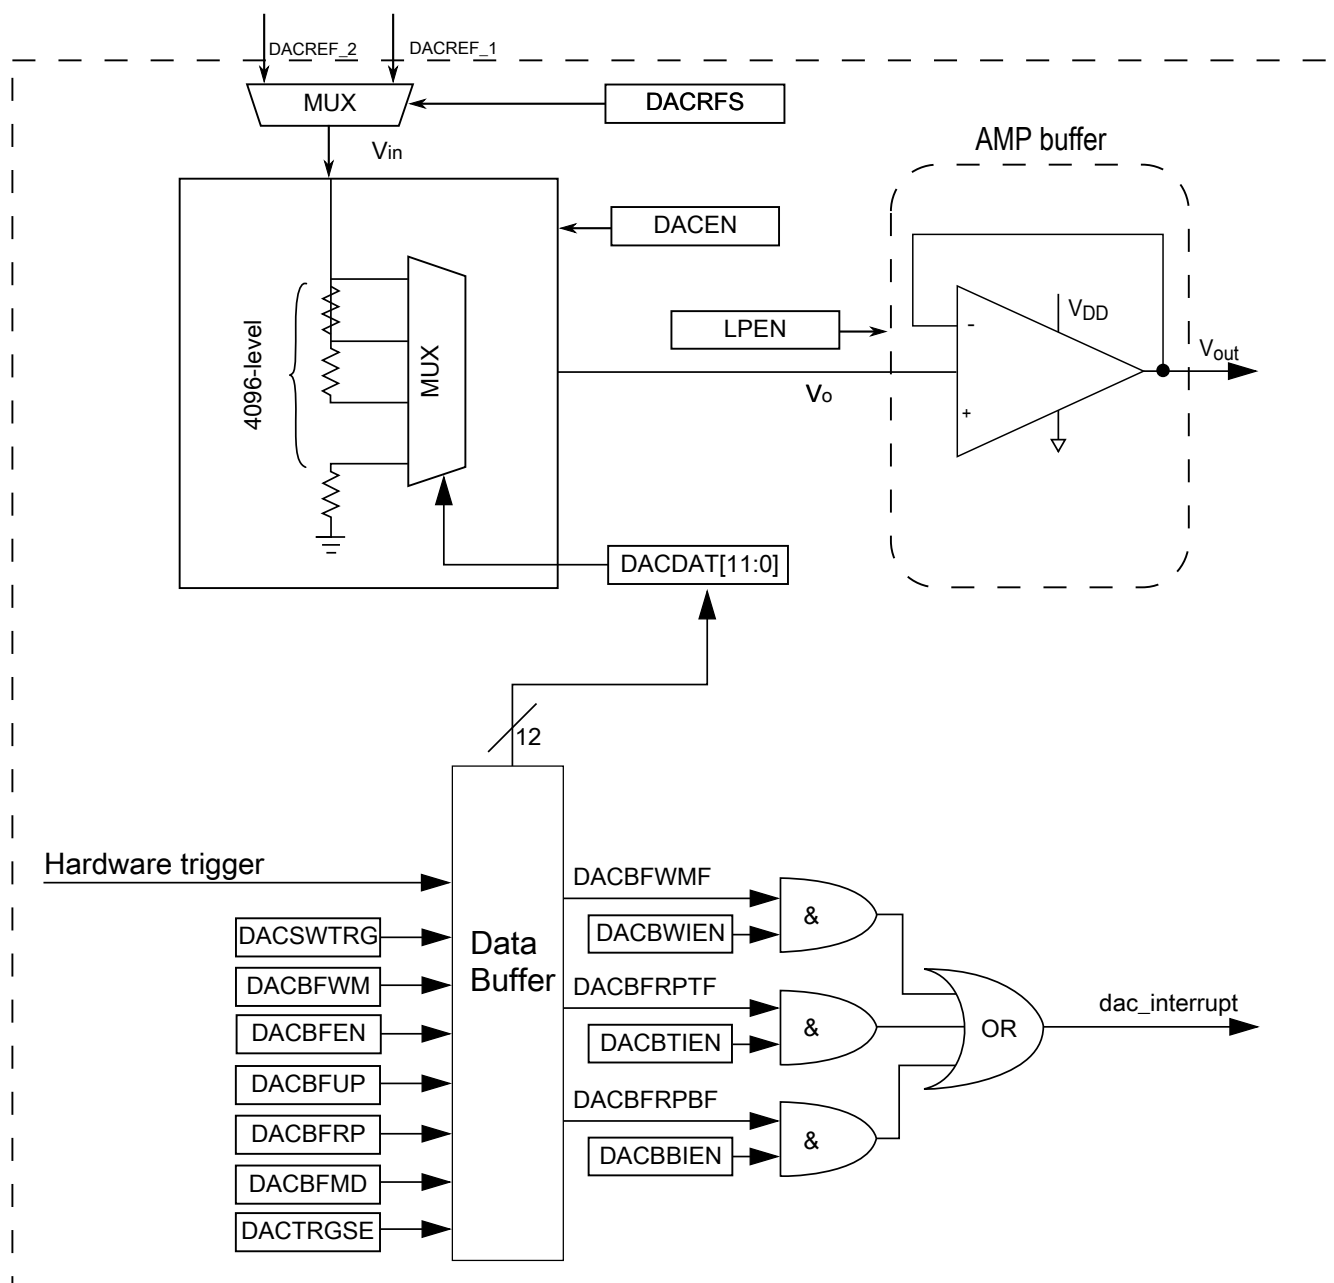 DACREF_2
DACREF_1
MUX
DACRFS
Vin
AMP buffer
DACEN
4096-level
MUX
LPEN
VDD
-
+
Vo
Vout
DACDAT[11:0]
12
Hardware trigger
DACSWTRG
DACBFWM
DACBFEN
DACBFUP
DACBFRP
DACBFMD
DACTRGSE
Data
Buffer
DACBFWMF
DACBWIEN
&
DACBFRPTF
DACBTIEN
&
DACBFRPBF
DACBBIEN
&
OR
dac_interrupt